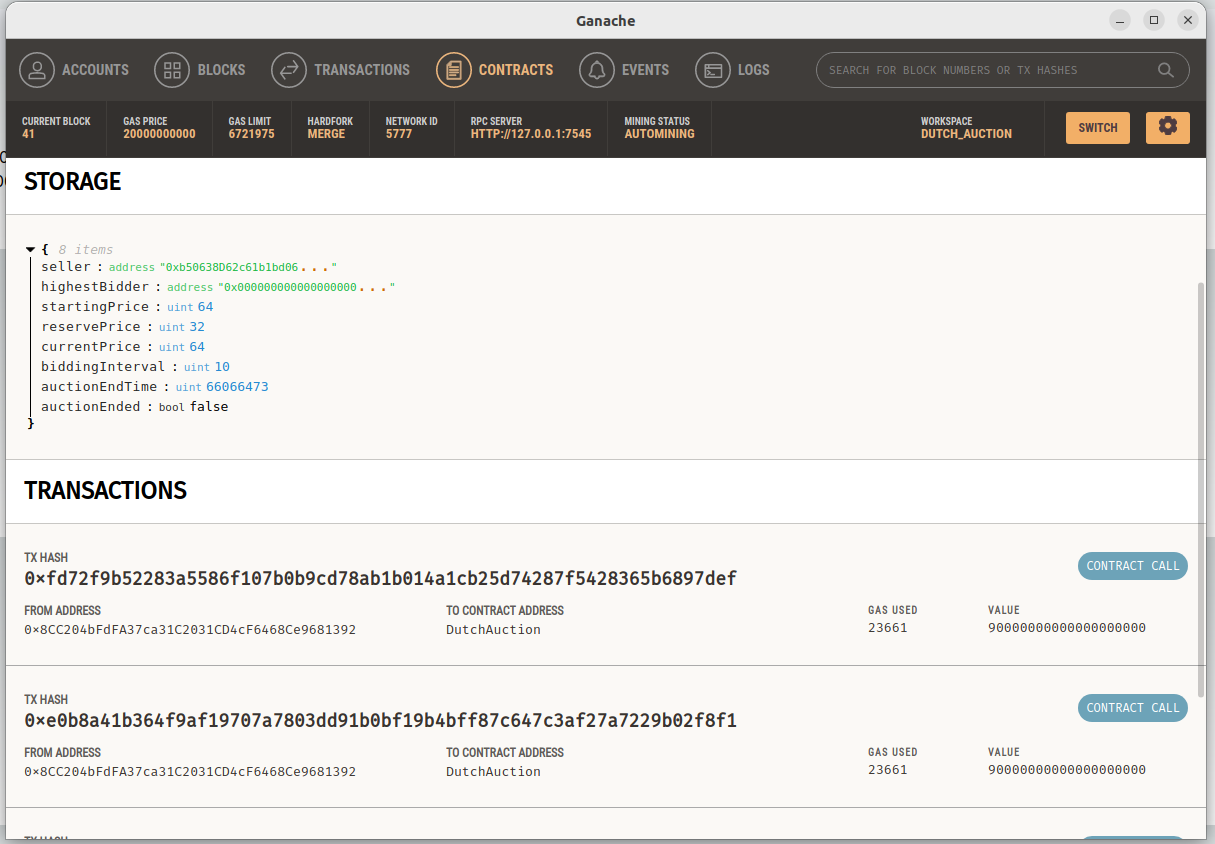 Ganache
ACCOUNTS BLOCKS TRANSACTIONS CONTRACTS EVENTS LOGS SEARCH FOR BLOCK NUMBERS OR TX HASHES
CURRENT BLOCK GAS PRICE GAS LIMIT HARDFORK NETWORK ID RPC SERVER MINING STATUS WORKSPACE
41 20000000000 6721975 MERGE 5777 HTTP://127.0.0.1:7545 AUTOMINING DUTCH_AUCTION SWITCH
STORAGE
{ 8 items
seller : address "0xb50638D62c61b1bd06..."
highestBidder : address "0x000000000000000000..."
startingPrice : uint 64
reservePrice : uint 32
currentPrice : uint 64
biddingInterval : uint 10
auctionEndTime : uint 66066473
auctionEnded : bool false
}
TRANSACTIONS
TX HASH
0×fd72f9b52283a5586f107b0b9cd78ab1b014a1cb25d74287f5428365b6897def CONTRACT CALL
FROM ADDRESS TO CONTRACT ADDRESS GAS USED VALUE
0×8CC204bFdFA37ca31C2031CD4cF6468Ce9681392 DutchAuction 23661 90000000000000000000
TX HASH
0×e0b8a41b364f9af19707a7803dd91b0bf19b4bff87c647c3af27a7229b02f8f1 CONTRACT CALL
FROM ADDRESS TO CONTRACT ADDRESS GAS USED VALUE
0×8CC204bFdFA37ca31C2031CD4cF6468Ce9681392 DutchAuction 23661 90000000000000000000
TX HASH